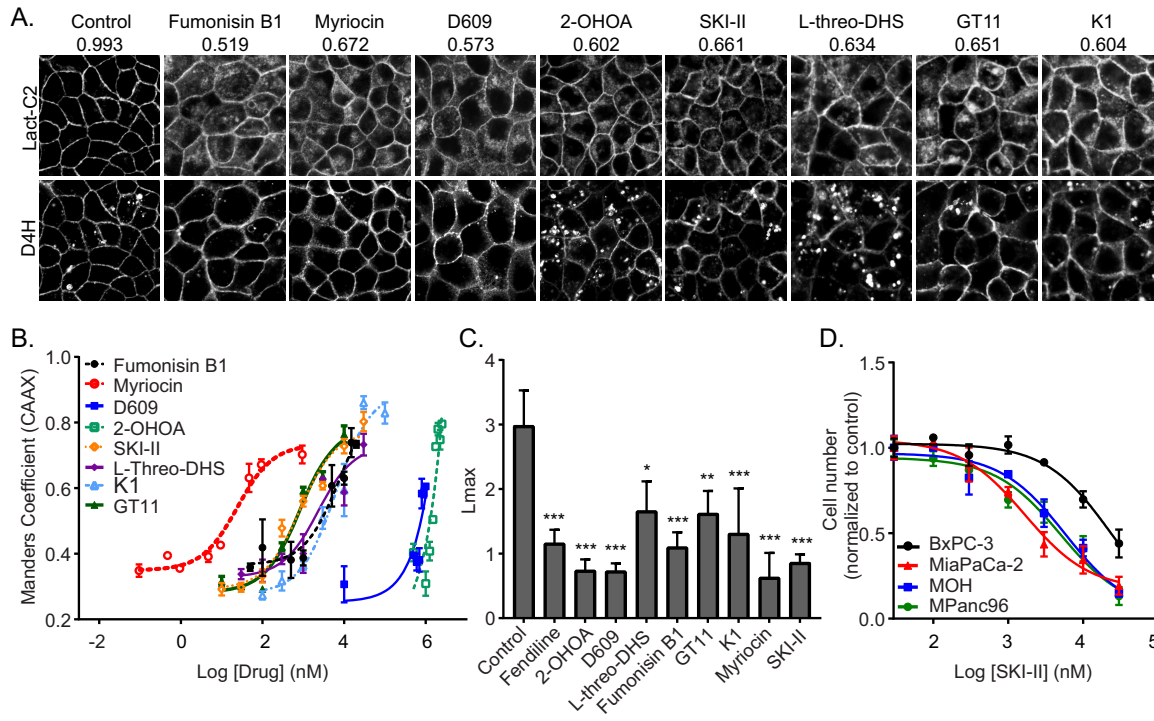 A.
Control Fumonisin B1 Myriocin D609 2-OHOA SKI-II L-threo-DHS GT11 K1
0.993 0.519 0.672 0.573 0.602 0.661 0.634 0.651 0.604
Lact-C2
D4H
B.
Manders Coefficient (CAAX)
1.0
0.8
0.6
0.4
0.2
Fumonisin B1
Myriocin
D609
2-OHOA
SKI-II
L-Threo-DHS
K1
GT11
-2 0 2 4 6
Log [Drug] (nM)
C.
Lmax
4
3
2
1
0
*** *** *** * *** ** *** *** ***
Control
Fendiline
2-OHOA
D609
L-threo-DHS
Fumonisin B1
GT11
K1
Myriocin
SKI-II
D.
Cell number
(normalized to control)
1.5
1.0
0.5
0.0
BxPC-3
MiaPaCa-2
MOH
MPanc96
2 3 4 5
Log [SKI-II] (nM)